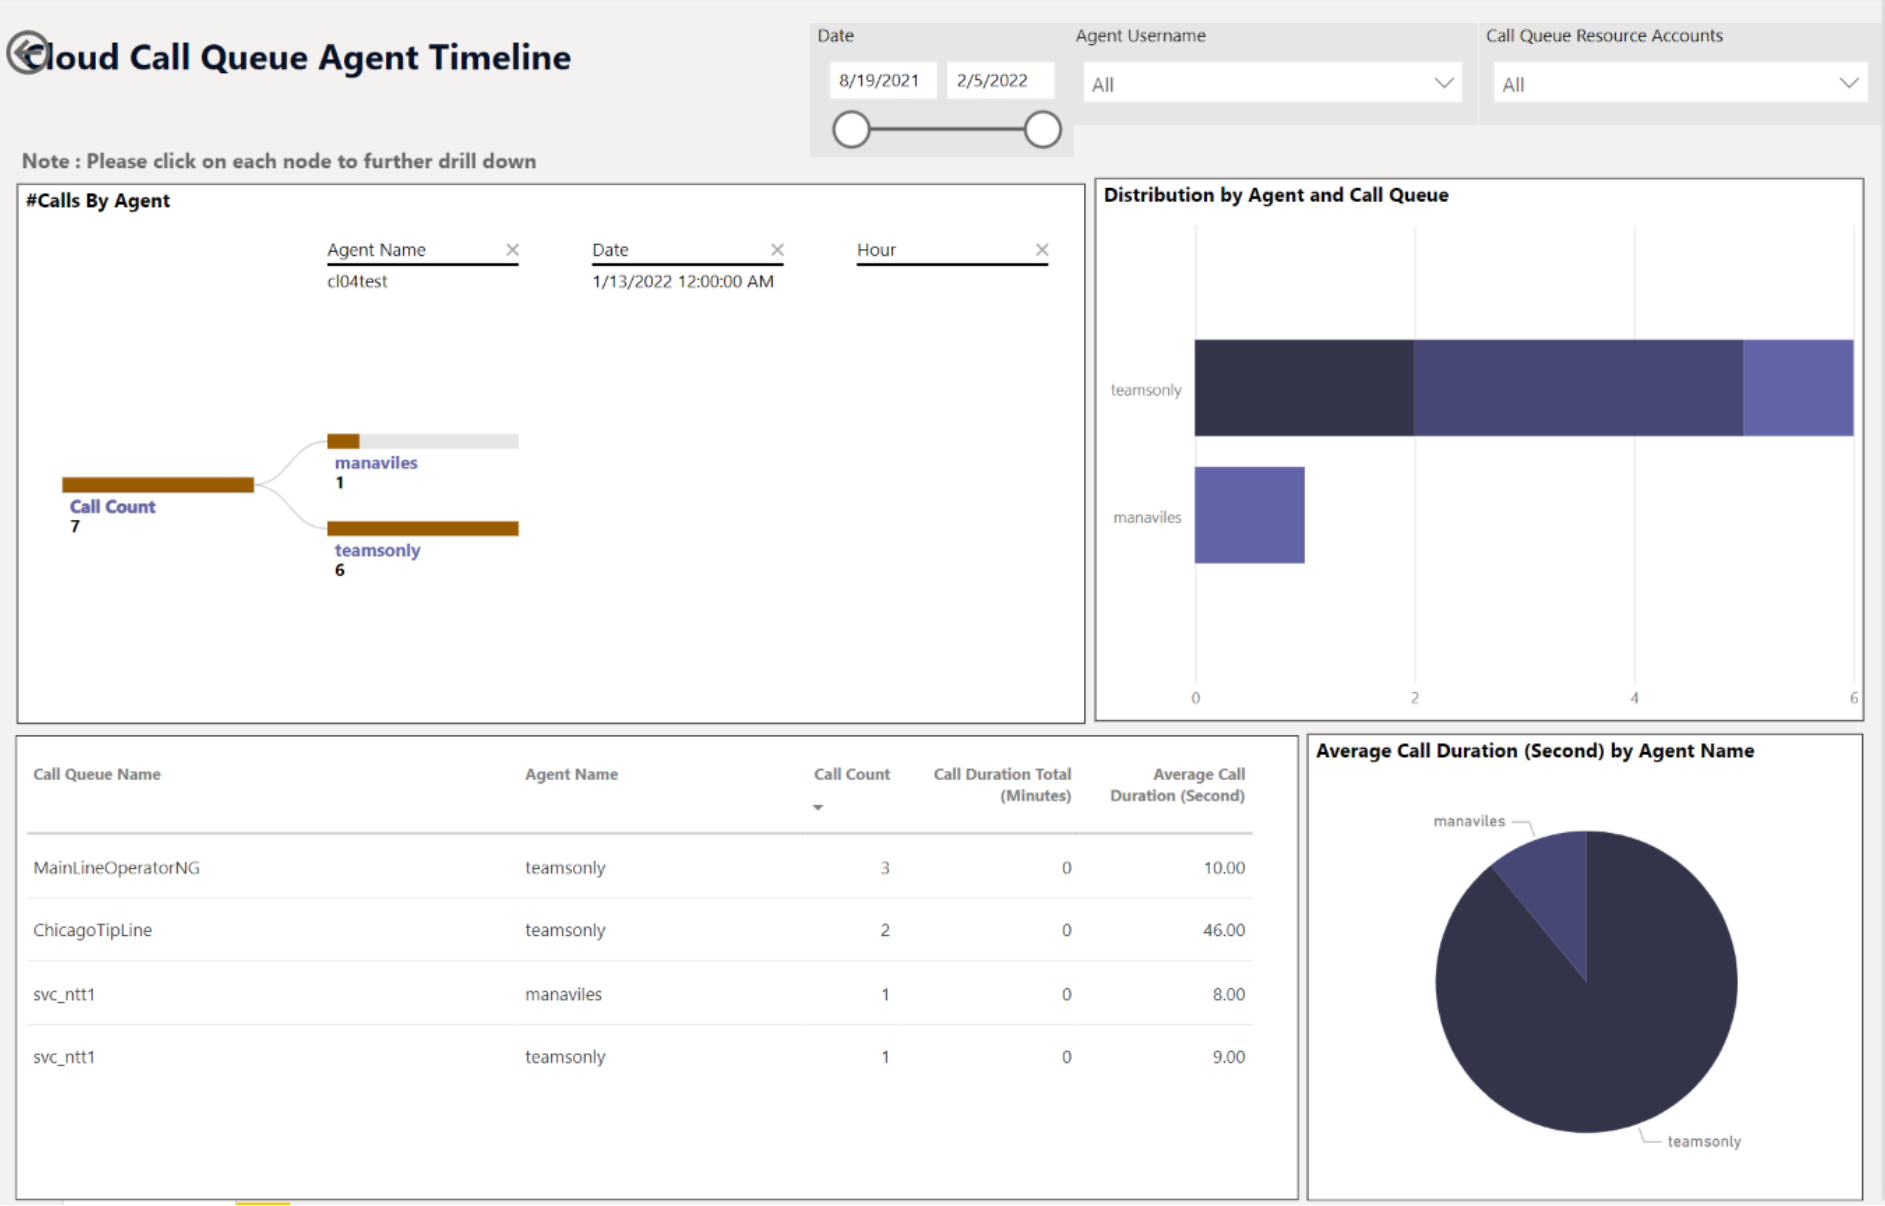 Cloud Call Queue Agent Timeline
Date
8/19/2021 2/5/2022
Agent Username
All
Call Queue Resource Accounts
All
Note : Please click on each node to further drill down
#Calls By Agent
Agent Name Date Hour
cl04test 1/13/2022 12:00:00 AM
manaviles
1
Call Count
7
teamsonly
6
Distribution by Agent and Call Queue
teamsonly
manaviles
0 2 4 6
Call Queue Name Agent Name Call Count Call Duration Total Average Call
(Minutes) Duration (Second)
MainLineOperatorNG teamsonly 3 0 10.00
ChicagoTipLine teamsonly 2 0 46.00
svc_ntt1 manaviles 1 0 8.00
svc_ntt1 teamsonly 1 0 9.00
Average Call Duration (Second) by Agent Name
manaviles
teamsonly